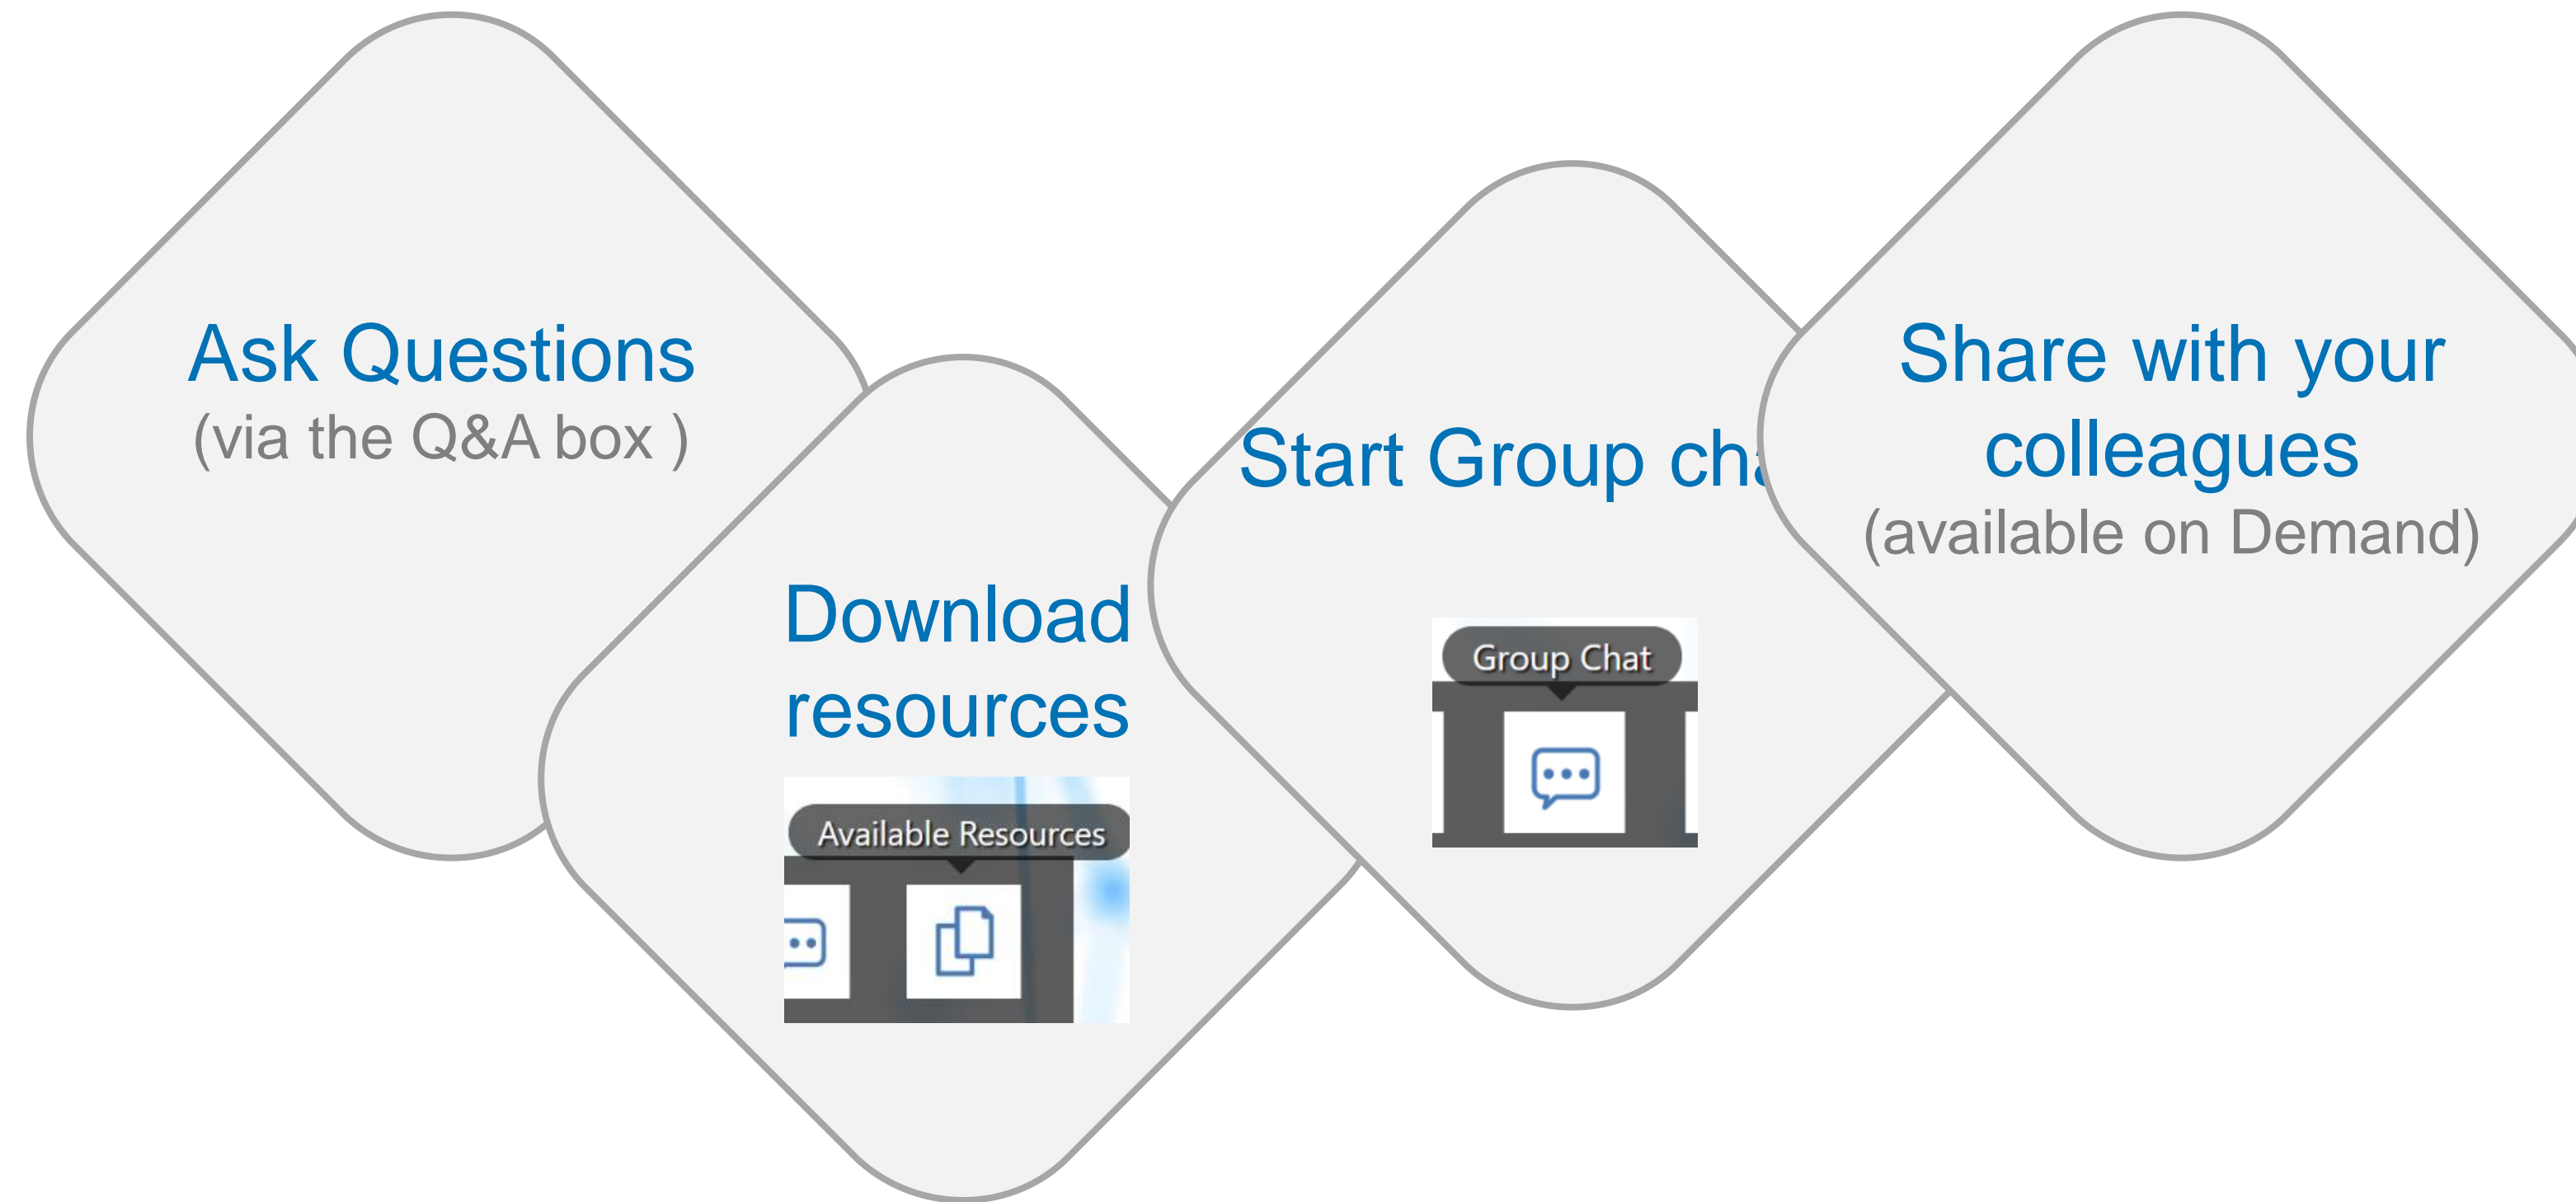 Ask Questions
(via the Q&A box )
Download
resources
Available Resources
Start Group cha
Group Chat
Share with your
colleagues
(available on Demand)